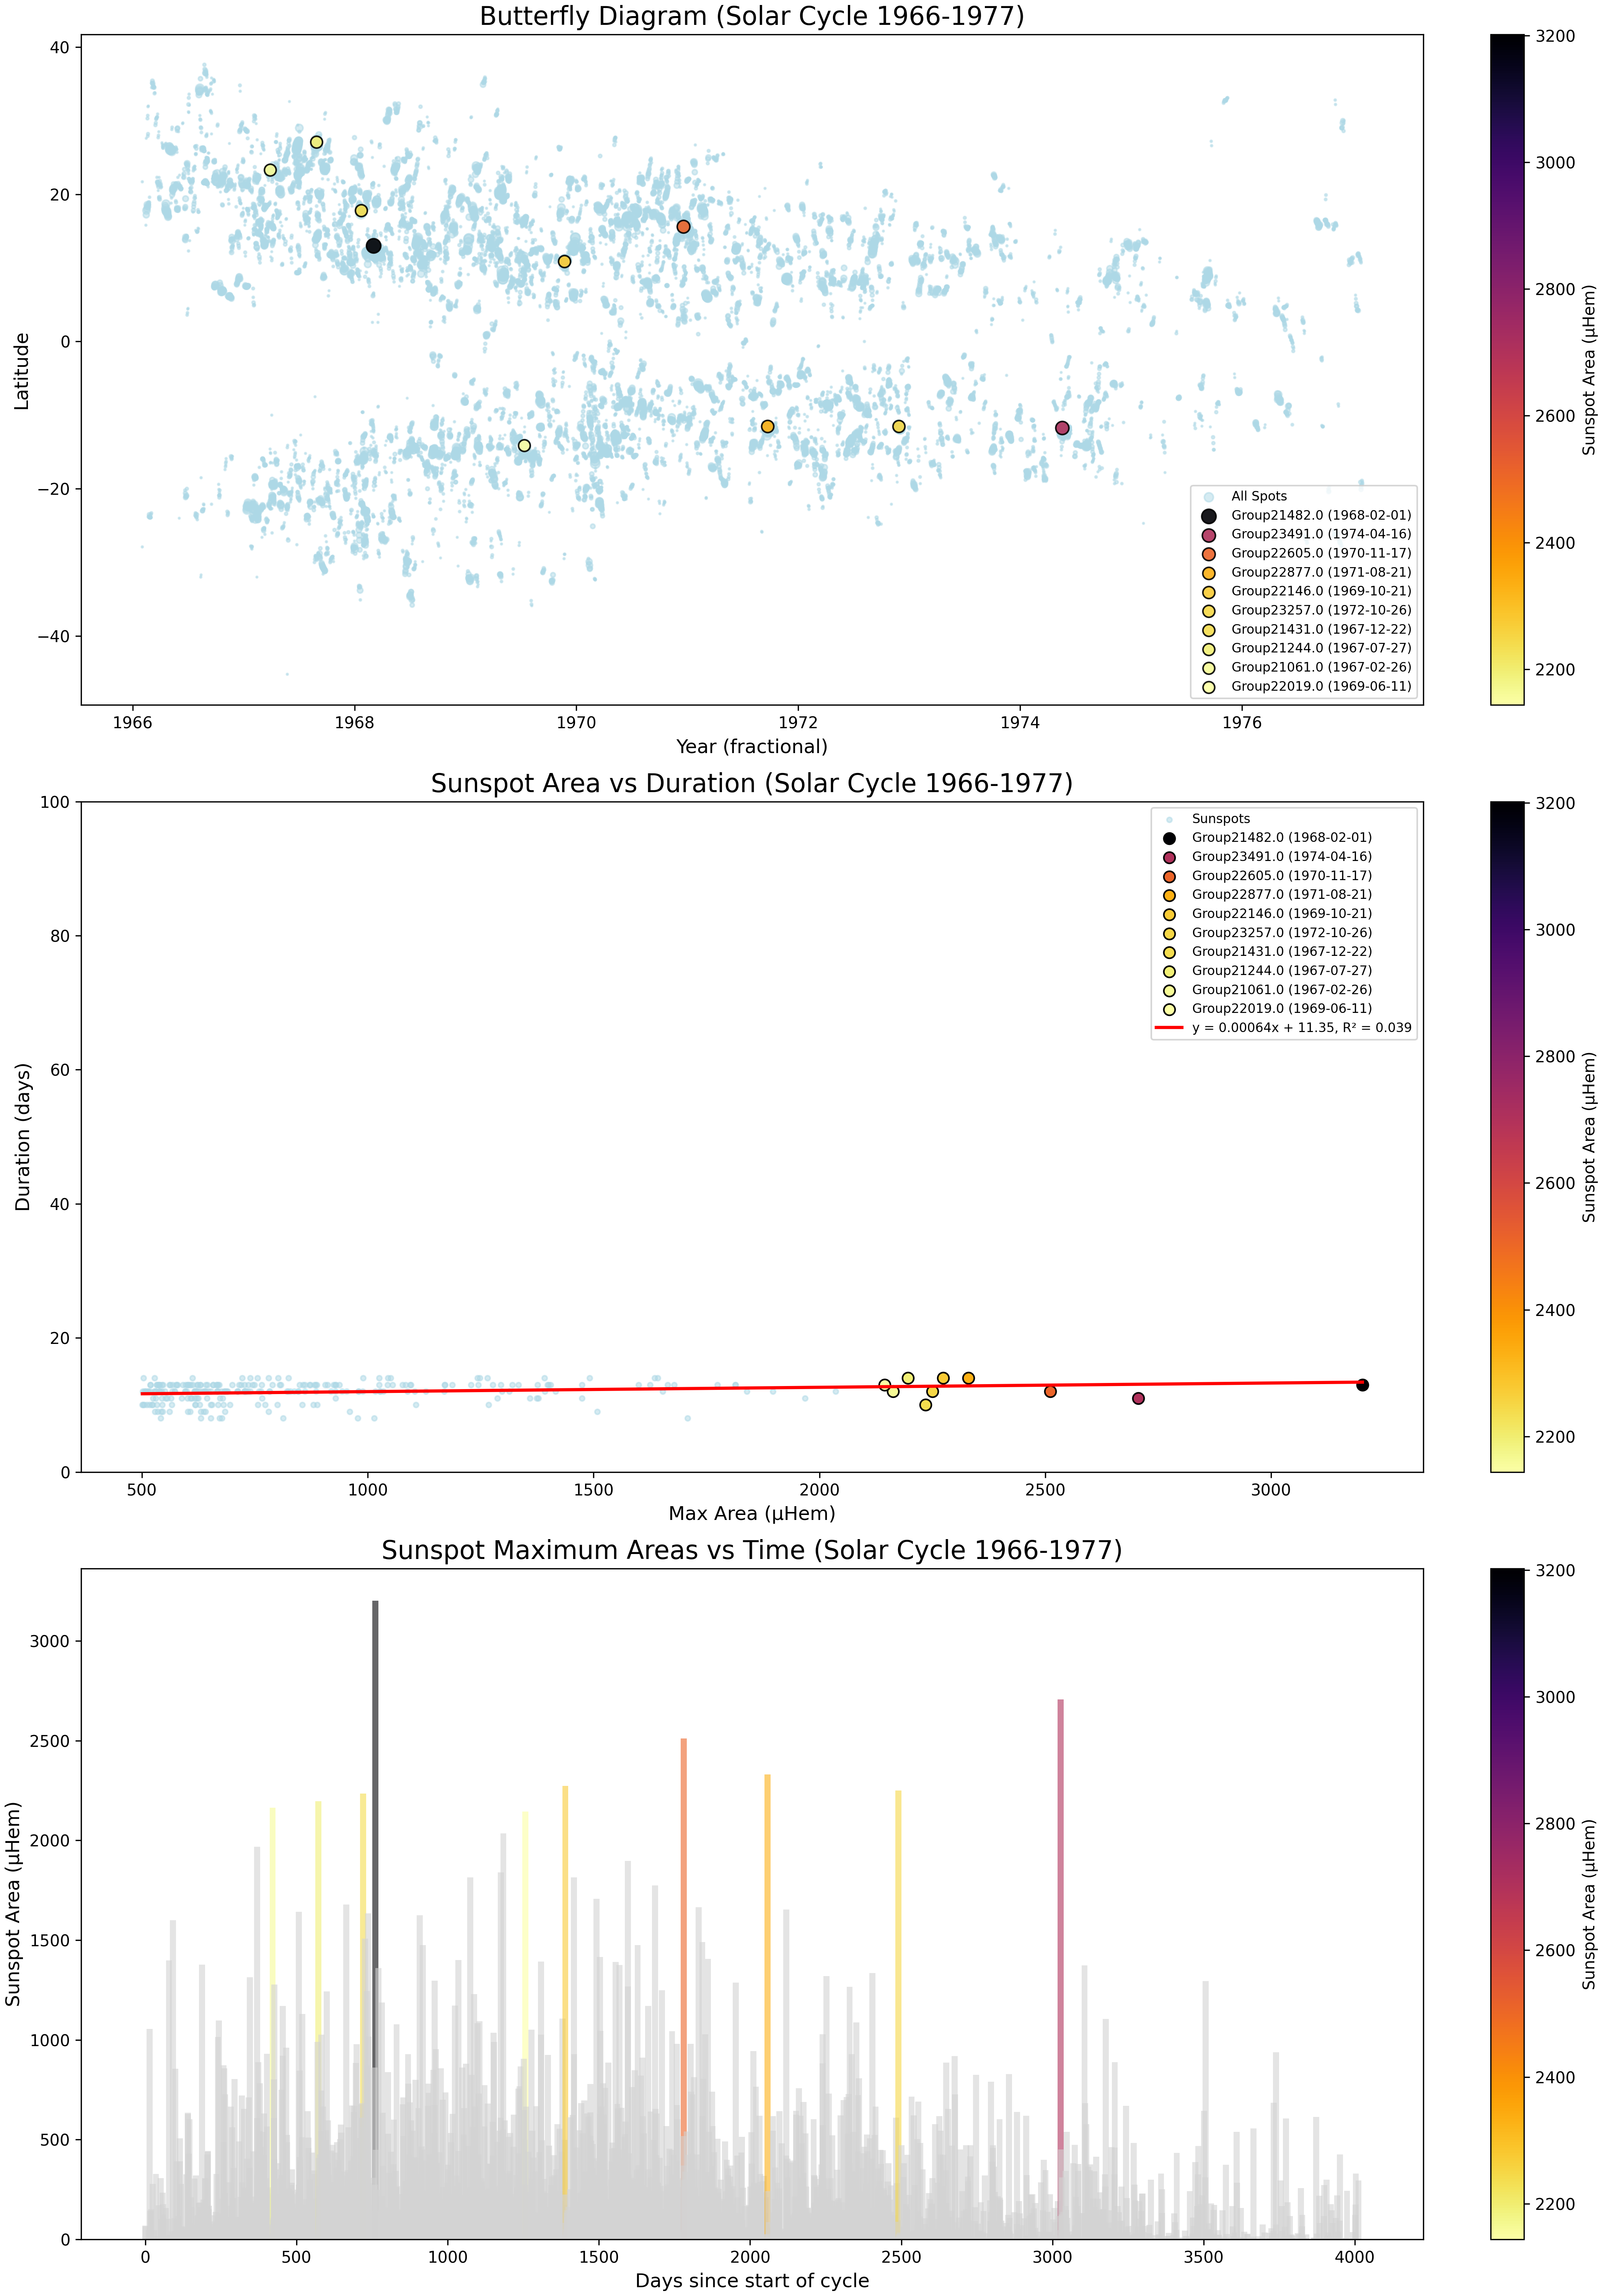 Butterfly Diagram (Solar Cycle 1966-1977)
40
20
0
−20
−40
Latitude
1966
1968
1970
1972
1974
1976
Year (fractional)
All Spots
Group21482.0 (1968-02-01)
Group23491.0 (1974-04-16)
Group22605.0 (1970-11-17)
Group22877.0 (1971-08-21)
Group22146.0 (1969-10-21)
Group23257.0 (1972-10-26)
Group21431.0 (1967-12-22)
Group21244.0 (1967-07-27)
Group21061.0 (1967-02-26)
Group22019.0 (1969-06-11)
3200
3000
2800
2600
2400
2200
Sunspot Area (μHem)
Sunspot Area vs Duration (Solar Cycle 1966-1977)
100
80
60
40
20
0
Duration (days)
500
1000
1500
2000
2500
3000
Max Area (μHem)
Sunspots
Group21482.0 (1968-02-01)
Group23491.0 (1974-04-16)
Group22605.0 (1970-11-17)
Group22877.0 (1971-08-21)
Group22146.0 (1969-10-21)
Group23257.0 (1972-10-26)
Group21431.0 (1967-12-22)
Group21244.0 (1967-07-27)
Group21061.0 (1967-02-26)
Group22019.0 (1969-06-11)
y = 0.00064x + 11.35, R² = 0.039
3200
3000
2800
2600
2400
2200
Sunspot Area (μHem)
Sunspot Maximum Areas vs Time (Solar Cycle 1966-1977)
3000
2500
2000
1500
1000
500
0
Sunspot Area (μHem)
0
500
1000
1500
2000
2500
3000
3500
4000
Days since start of cycle
3200
3000
2800
2600
2400
2200
Sunspot Area (μHem)